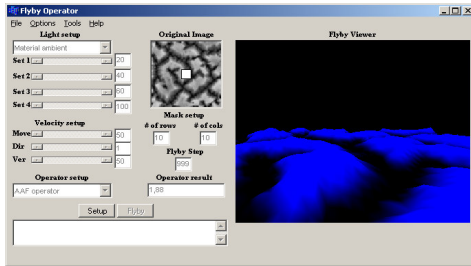 Flyby Operator
File Options Tools Help
Light setup
Material ambient
Set 1 20
Set 2 40
Set 3 60
Set 4 100
Velocity setup
Move 50
Dir 1
Ver 50
Operator setup
AAF operator
Setup Flyby
Original Image
Mask setup
# of rows # of cols
10 10
Flyby Step
999
Operator result
1,88
Flyby Viewer